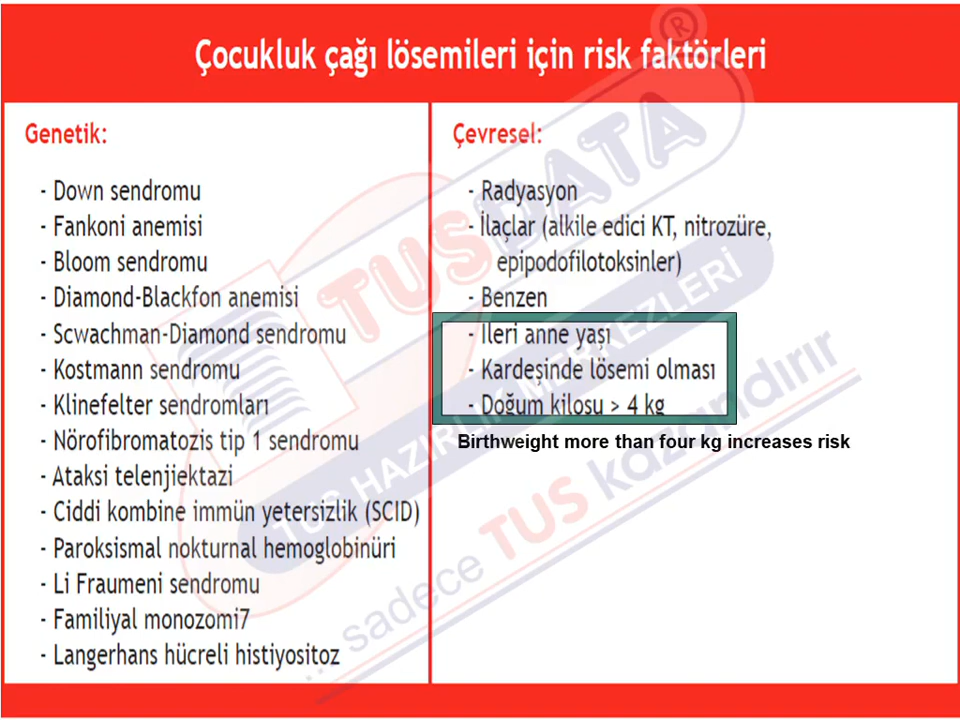 Çocukluk çağı lösemileri için risk faktörleri
Genetik:
- Down sendromu
- Fankoni anemisi
- Bloom sendromu
- Diamond-Blackfon anemisi
- Scwachman-Diamond sendromu
- Kostmann sendromu
- Klinefelter sendromları
- Nörofibromatozis tip 1 sendromu
- Ataksi telenjiektazi
- Ciddi kombine immün yetersizlik (SCID)
- Paroksismal nokturnal hemoglobinüri
- Li Fraumeni sendromu
- Familiyal monozomi7
- Langerhans hücreli histiyositoz
Çevresel:
- Radyasyon
- İlaçlar (alkile edici KT, nitrozüre,
epipodofilotoksinler)
- Benzen
- İleri anne yaşı
- Kardeşinde lösemi olması
- Doğum kilosu > 4 kg
Birthweight more than four kg increases risk
TUSDATA ®
TUS HAZIRLIK MERKEZLERİ
... sadece TUS kazandırır